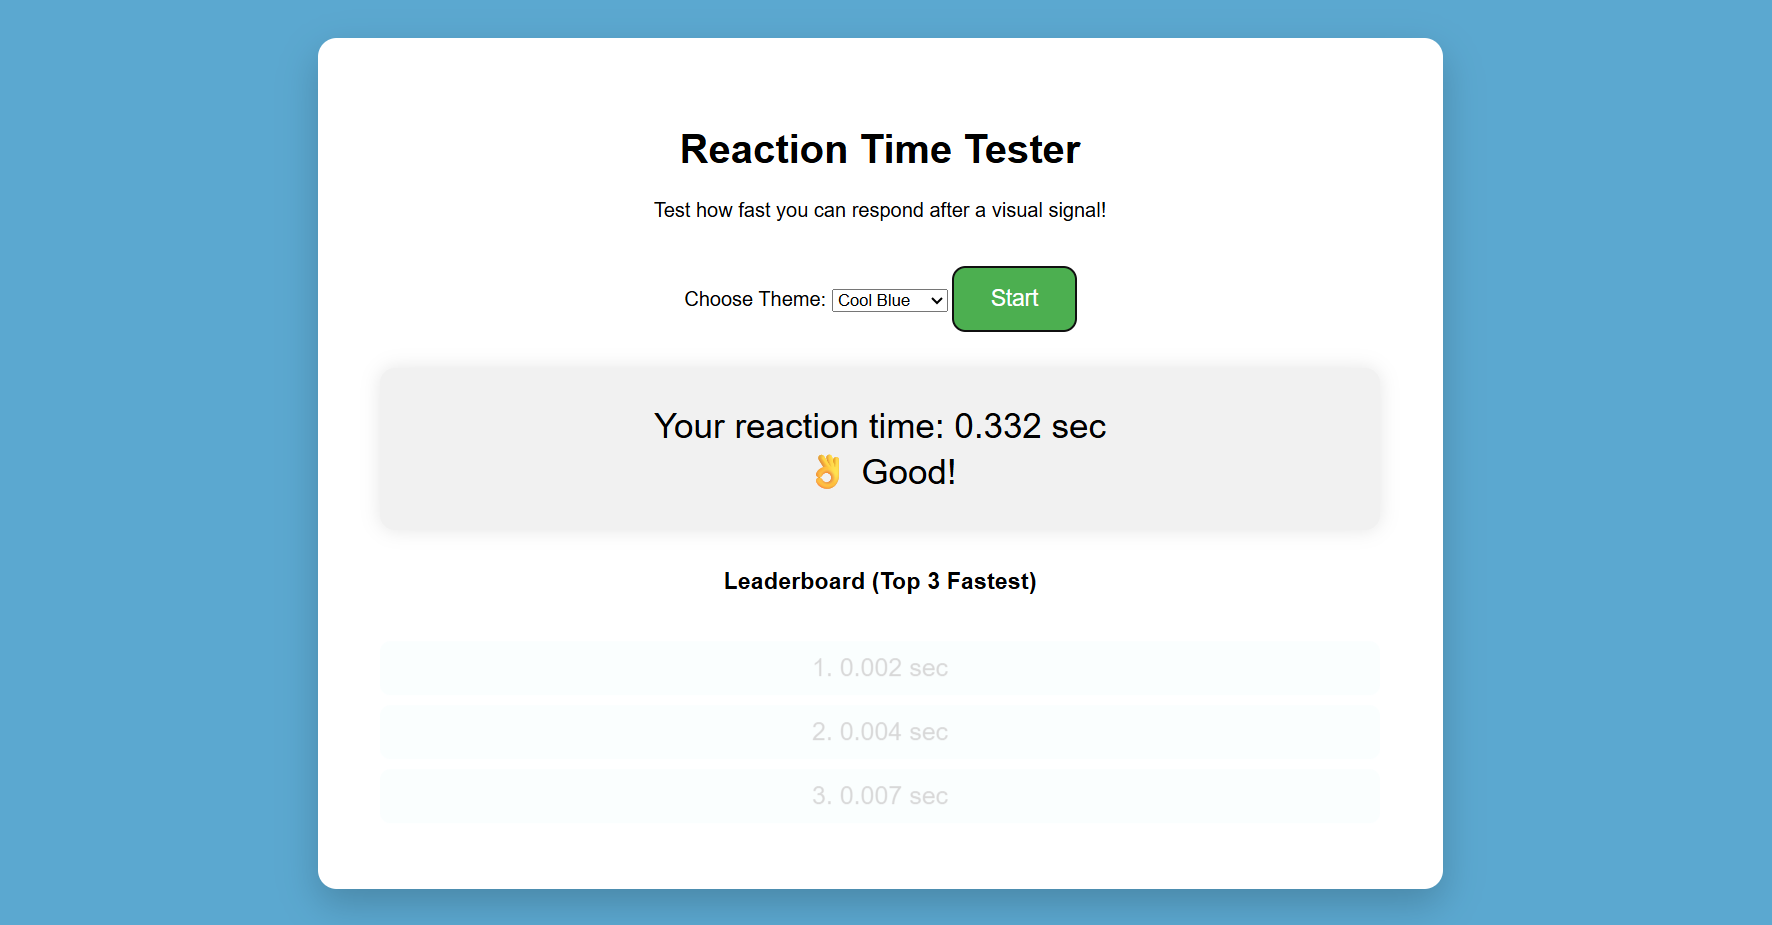 Reaction Time Tester
Test how fast you can respond after a visual signal!
Choose Theme: Cool Blue Start
Your reaction time: 0.332 sec
👌 Good!
Leaderboard (Top 3 Fastest)
1. 0.002 sec
2. 0.004 sec
3. 0.007 sec